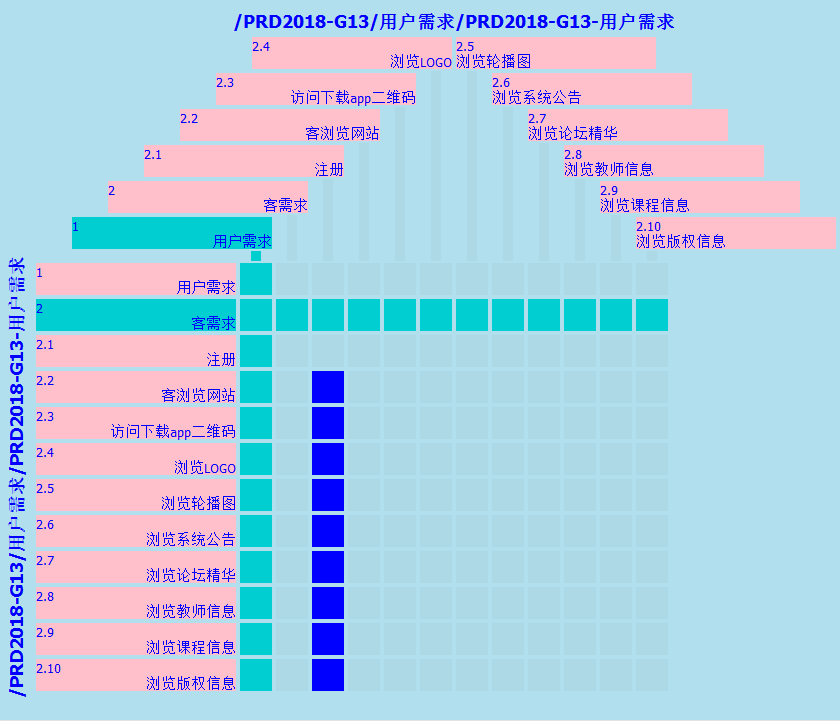 /PRD2018-G13/用户需求/PRD2018-G13-用户需求
2.4
浏览LOGO
2.5
浏览轮播图
2.3
访问下载app二维码
2.6
浏览系统公告
2.2
客浏览网站
2.7
浏览论坛精华
2.1
注册
2.8
浏览教师信息
2
客需求
2.9
浏览课程信息
1
用户需求
2.10
浏览版权信息
/PRD2018-G13/用户需求/PRD2018-G13-用户需求
1
用户需求
2
客需求
2.1
注册
2.2
客浏览网站
2.3
访问下载app二维码
2.4
浏览LOGO
2.5
浏览轮播图
2.6
浏览系统公告
2.7
浏览论坛精华
2.8
浏览教师信息
2.9
浏览课程信息
2.10
浏览版权信息